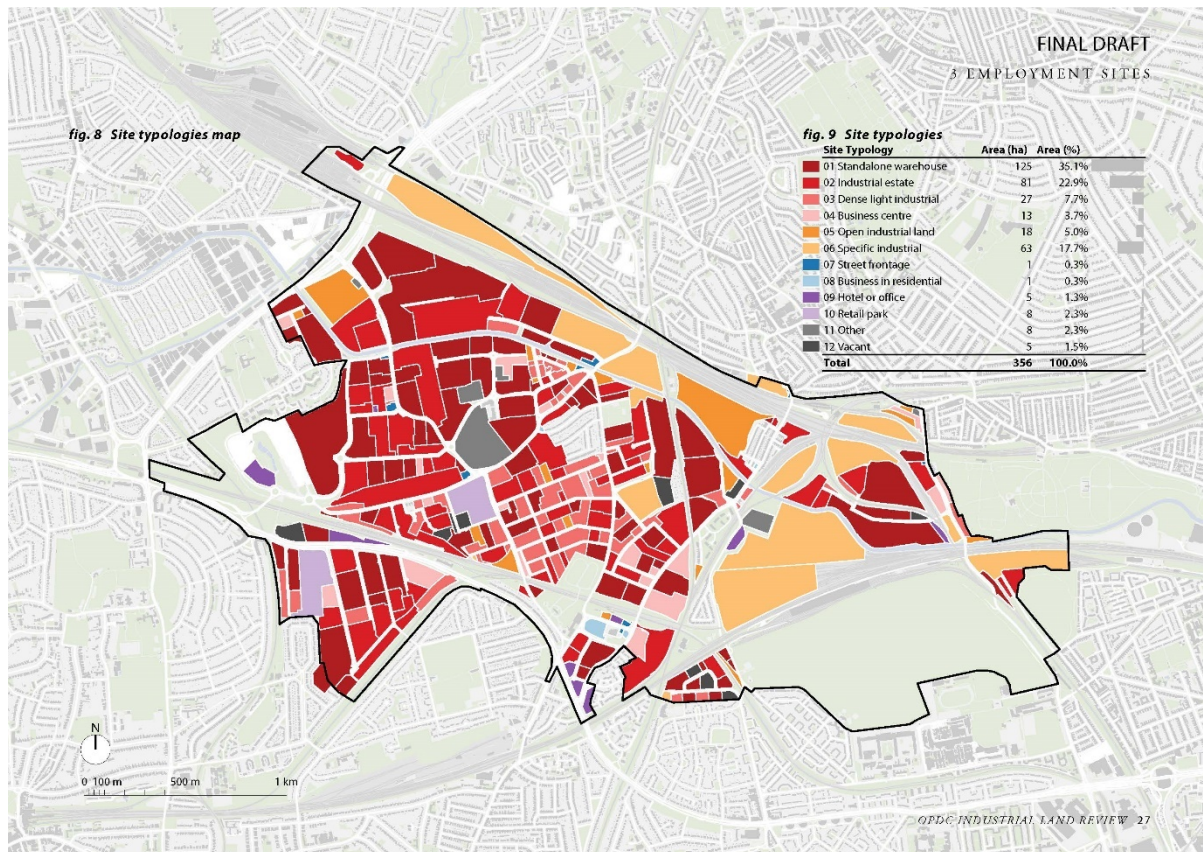 FINAL DRAFT
3 EMPLOYMENT SITES
fig. 8 Site typologies map
fig. 9 Site typologies
Site Typology Area (ha) Area (%)
01 Standalone warehouse 125 35.1%
02 Industrial estate 81 22.9%
03 Dense light industrial 27 7.7%
04 Business centre 13 3.7%
05 Open industrial land 18 5.0%
06 Specific industrial 63 17.7%
07 Street frontage 1 0.3%
08 Business in residential 1 0.3%
09 Hotel or office 5 1.3%
10 Retail park 8 2.3%
11 Other 8 2.3%
12 Vacant 5 1.5%
Total 356 100.0%
N
0 100 m 500 m 1 km
OPDC INDUSTRIAL LAND REVIEW 27